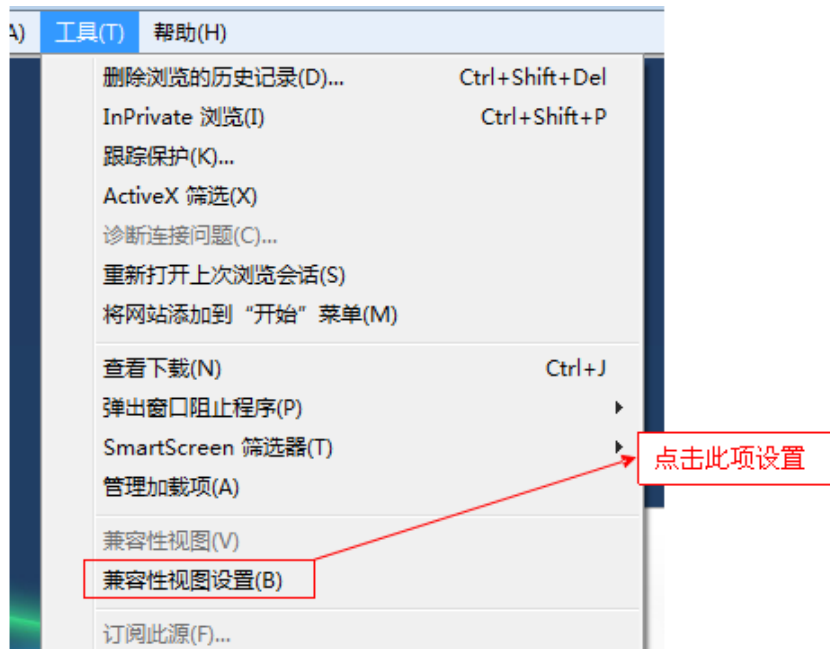 A) 工具(T) 帮助(H)
删除浏览的历史记录(D)... Ctrl+Shift+Del
InPrivate 浏览(I) Ctrl+Shift+P
跟踪保护(K)...
ActiveX 筛选(X)
诊断连接问题(C)...
重新打开上次浏览会话(S)
将网站添加到“开始”菜单(M)
查看下载(N) Ctrl+J
弹出窗口阻止程序(P)
SmartScreen 筛选器(T)
点击此项设置
管理加载项(A)
兼容性视图(V)
兼容性视图设置(B)
订阅此源(F)...